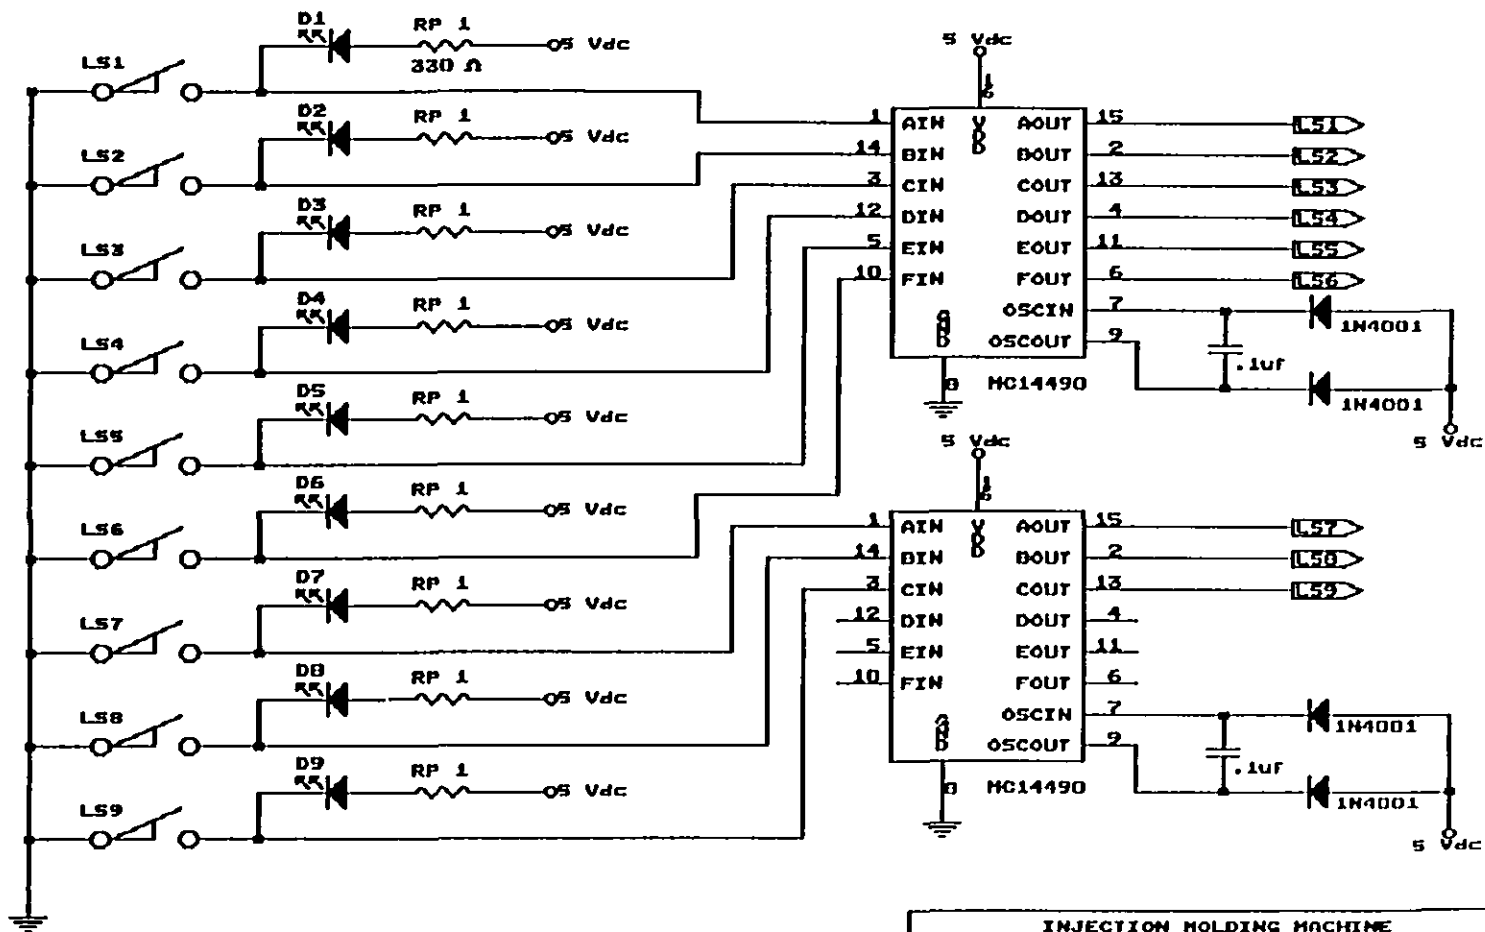 D1 RP 1 5 Vdc
330 Ω
LS1
D2 RP 1 5 Vdc
LS2
D3 RP 1 5 Vdc
LS3
D4 RP 1 5 Vdc
LS4
D5 RP 1 5 Vdc
LS5
D6 RP 1 5 Vdc
LS6
D7 RP 1 5 Vdc
LS7
D8 RP 1 5 Vdc
LS8
D9 RP 1 5 Vdc
LS9
5 Vdc
16
VDD
1 AIN AOUT 15 LS1
14 BIN BOUT 2 LS2
3 CIN COUT 13 LS3
12 DIN DOUT 4 LS4
5 EIN EOUT 11 LS5
10 FIN FOUT 6 LS6
OSCIN 7
OSCOUT 9
GND
8
MC14490
1N4001
.1uf
1N4001
5 Vdc
5 Vdc
16
VDD
1 AIN AOUT 15 LS7
14 BIN BOUT 2 LS8
3 CIN COUT 13 LS9
12 DIN DOUT 4
5 EIN EOUT 11
10 FIN FOUT 6
OSCIN 7
OSCOUT 9
GND
8
MC14490
1N4001
.1uf
1N4001
5 Vdc
INJECTION MOLDING MACHINE